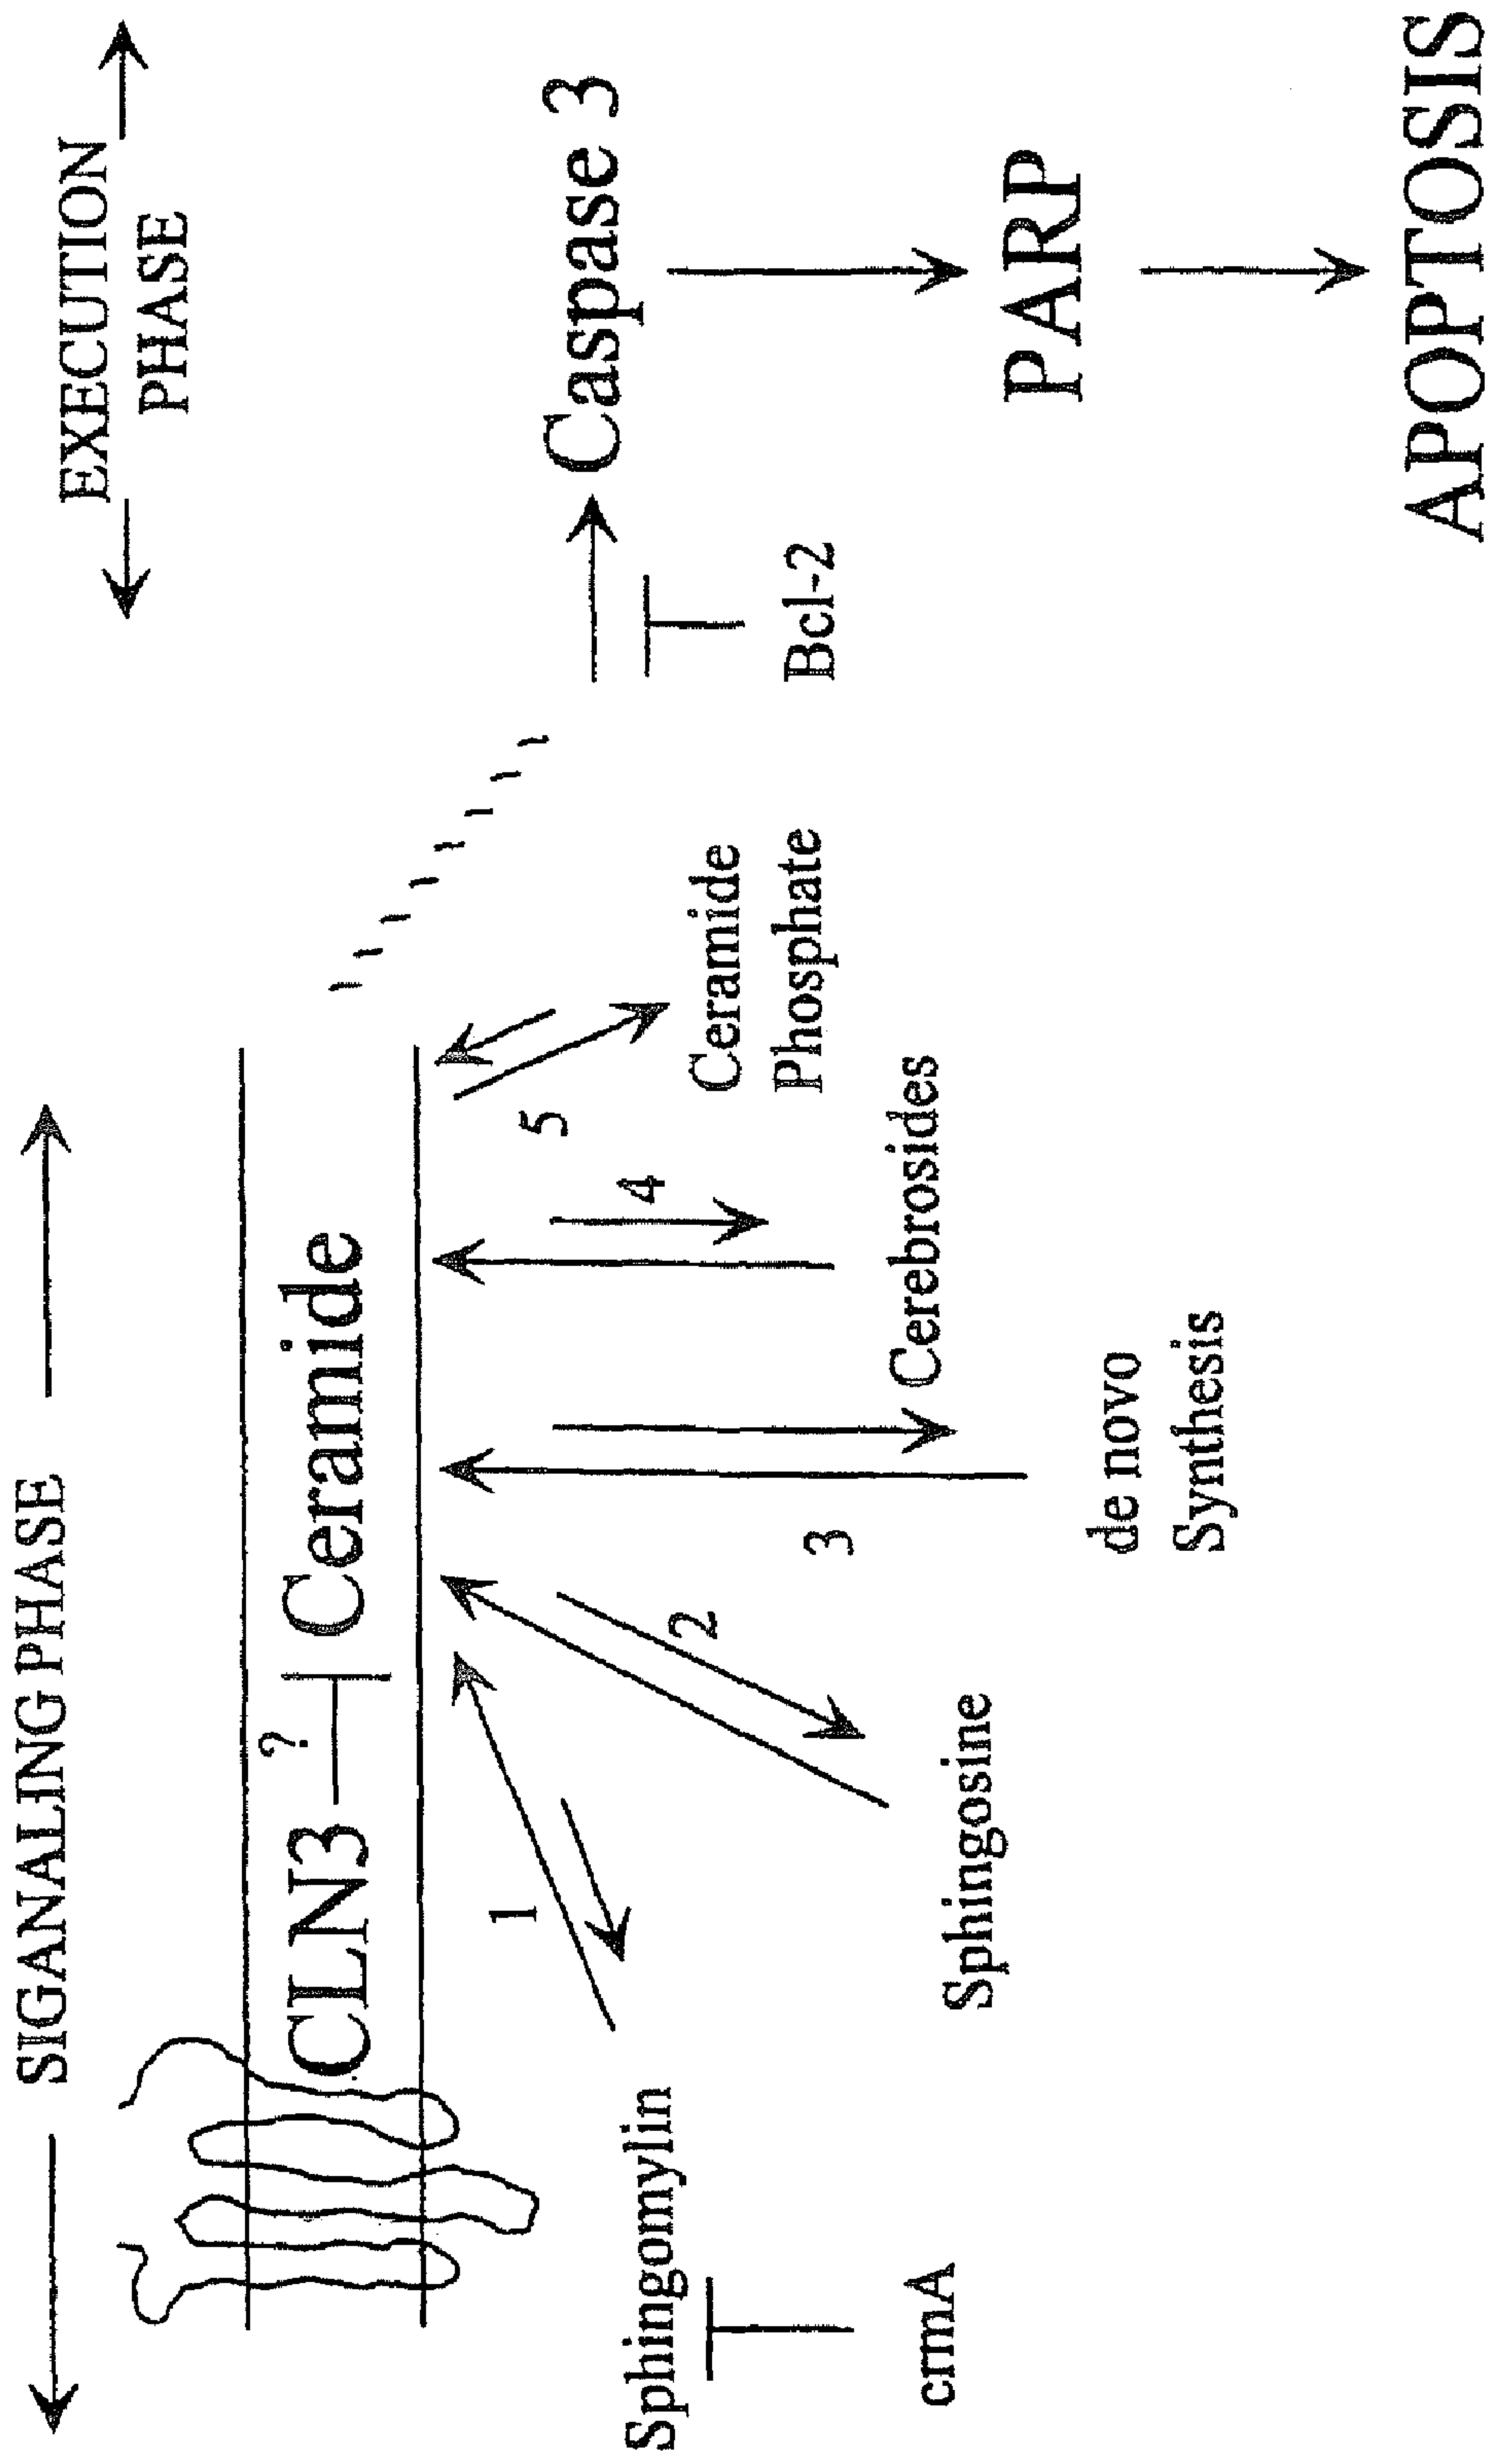 SIGANALING PHASE
EXECUTION
PHASE
CLN3
?
Ceramide
1
2
3
4
5
Sphingomylin
crmA
Sphingosine
de novo
Synthesis
Cerebrosides
Ceramide
Phosphate
Bcl-2
Caspase 3
PARP
APOPTOSIS